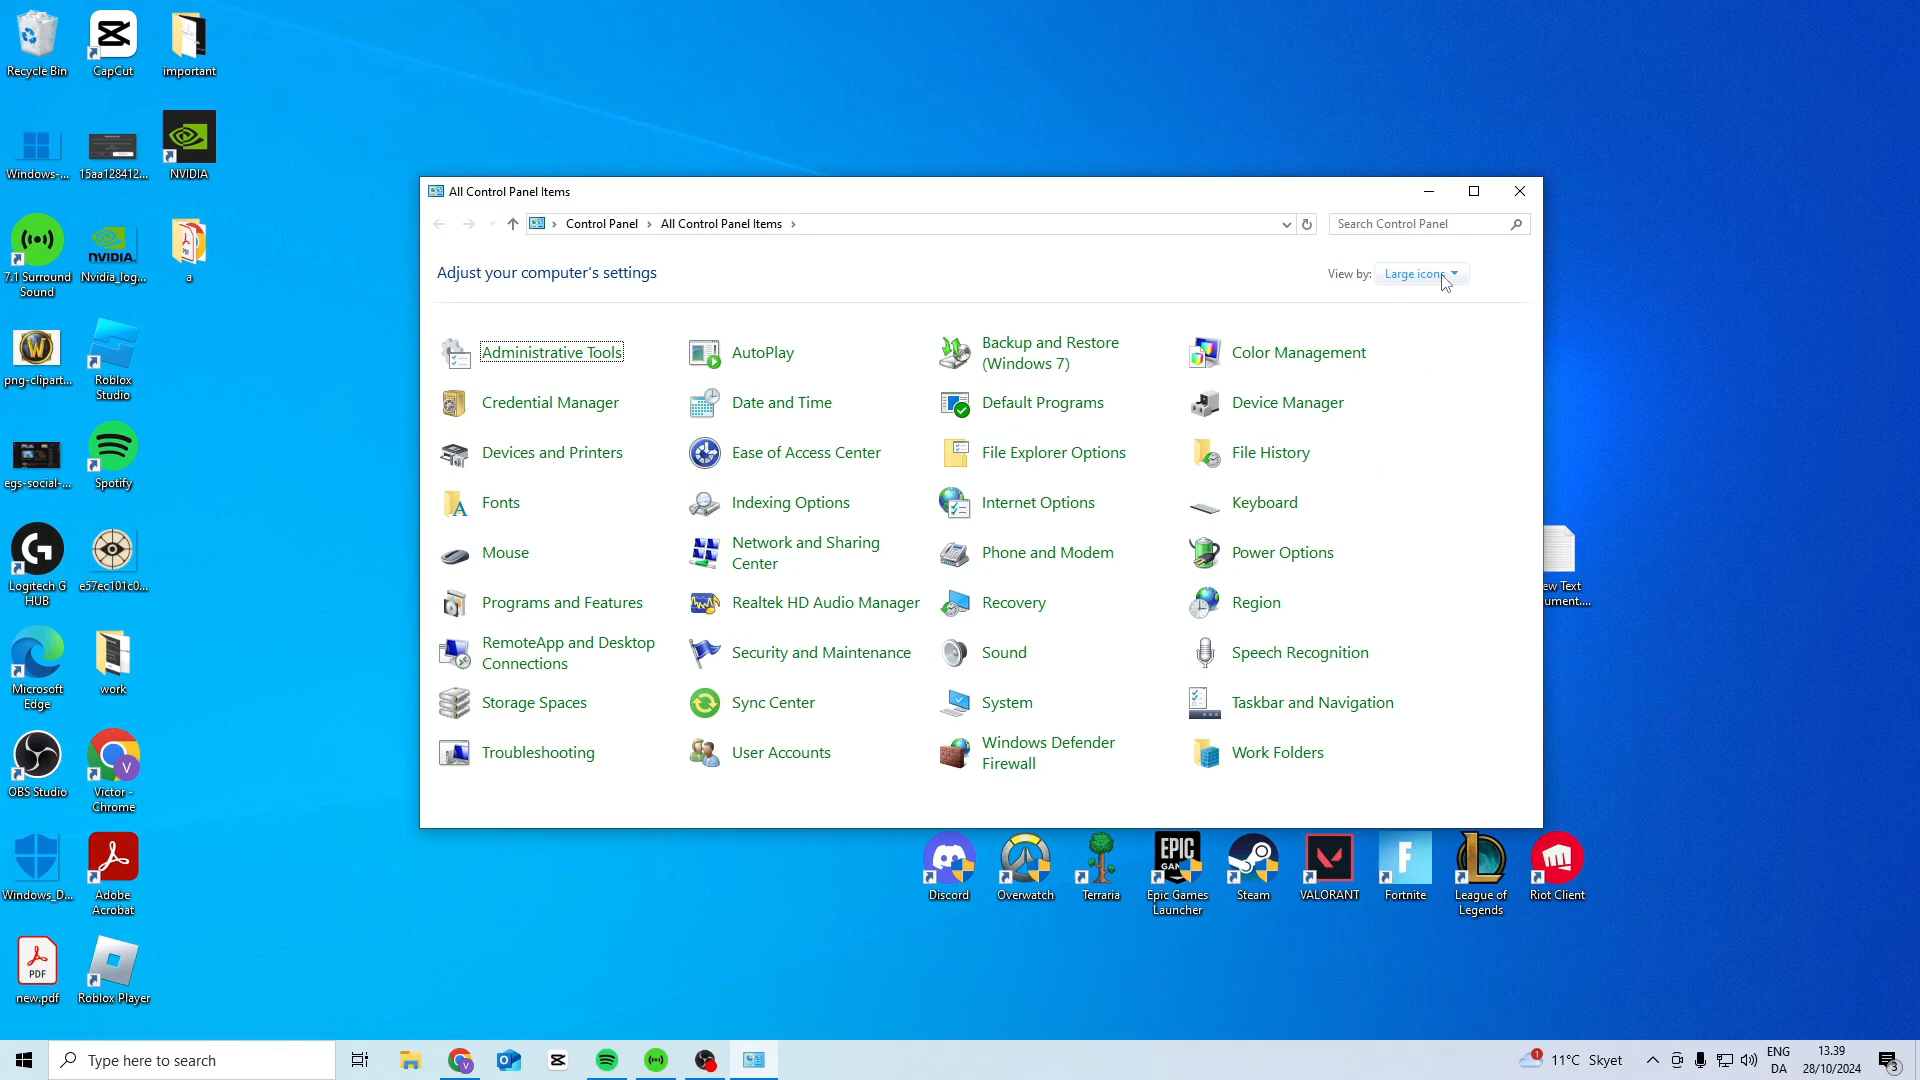 Recycle Bin
CapCut
important
Windows-...
15aa128412...
NVIDIA
7.1 Surround
Sound
Nvidia_log...
a
png-clipart...
Roblox
Studio
egs-social-...
Spotify
Logitech G
HUB
e57ec101c0...
Microsoft
Edge
work
OBS Studio
Victor -
Chrome
Windows_D...
Adobe
Acrobat
PDF
new.pdf
Roblox Player
All Control Panel Items
Control Panel
All Control Panel Items
Search Control Panel
Adjust your computer's settings
View by:
Large icons
Administrative Tools
AutoPlay
Backup and Restore
(Windows 7)
Color Management
Credential Manager
Date and Time
Default Programs
Device Manager
Devices and Printers
Ease of Access Center
File Explorer Options
File History
Fonts
Indexing Options
Internet Options
Keyboard
Mouse
Network and Sharing
Center
Phone and Modem
Power Options
Programs and Features
Realtek HD Audio Manager
Recovery
Region
RemoteApp and Desktop
Connections
Security and Maintenance
Sound
Speech Recognition
Storage Spaces
Sync Center
System
Taskbar and Navigation
Troubleshooting
User Accounts
Windows Defender
Firewall
Work Folders
ew Text
ument....
Discord
Overwatch
Terraria
EPIC
Epic Games
Launcher
Steam
VALORANT
Fortnite
League of
Legends
Riot Client
Type here to search
1
11°C Skyet
ENG
DA
13.39
28/10/2024
3